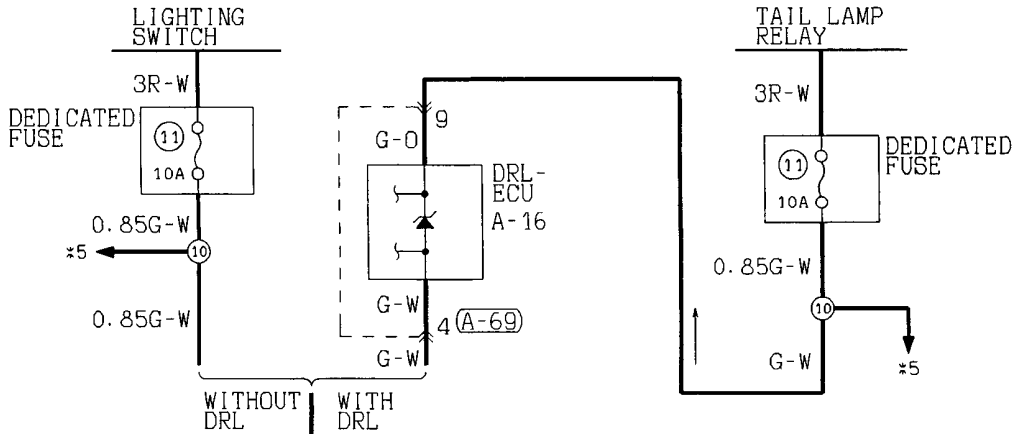 LIGHTING
SWITCH
3R-W
DEDICATED
FUSE
11
10A
0.85G-W
10
*5
0.85G-W
9
G-O
DRL-
ECU
A-16
G-W
4 A-69
G-W
WITHOUT
DRL
WITH
DRL
TAIL LAMP
RELAY
3R-W
DEDICATED
FUSE
11
10A
0.85G-W
10
G-W
*5